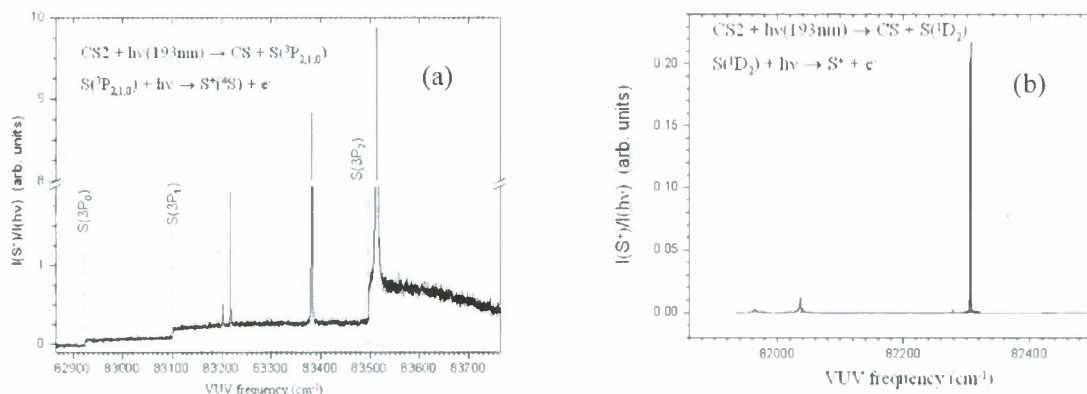 CS2 + hν(193nm) → CS + S(³P₂,₁,₀)
S(³P₂,₁,₀) + hν → S⁺(⁴S) + e⁻
(a)
I(S⁺)/I(hν) (arb. units)
10
9
8
1
0
S(3P₀)
S(3P₁)
S(3P₂)
82900 83000 83100 83200 83300 83400 83500 83600 83700
VUV frequency (cm⁻¹)
CS2 + hν(193nm) → CS + S(¹D₂)
S(¹D₂) + hν → S⁺ + e⁻
(b)
I(S⁺)/I(hν) (arb. units)
0.20
0.15
0.10
0.05
0.00
82000 82200 82400
VUV frequency (cm⁻¹)